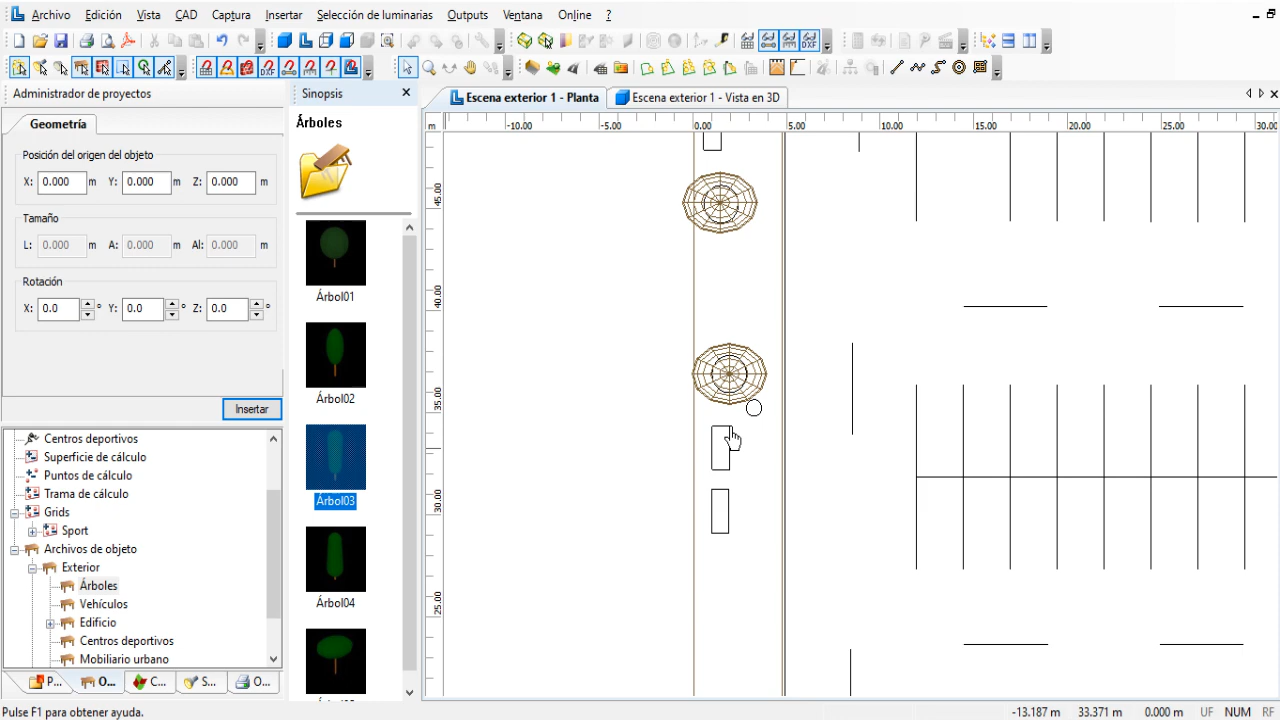 Archivo Edición Vista CAD Captura Insertar Selección de luminarias Outputs Ventana Online ?
Administrador de proyectos
Sinopsis
Escena exterior 1 - Planta
Escena exterior 1 - Vista en 3D
Geometría
Árboles
m -10.00 -5.00 0.00 5.00 10.00 15.00 20.00 25.00 30.00
Posición del origen del objeto
X: 0.000 m Y: 0.000 m Z: 0.000 m
Tamaño
L: 0.000 m A: 0.000 m Al: 0.000 m
Rotación
X: 0.0 ° Y: 0.0 ° Z: 0.0 °
Insertar
Árbol01
Árbol02
Árbol03
Árbol04
45.00
40.00
35.00
30.00
25.00
Centros deportivos
Superficie de cálculo
Puntos de cálculo
Trama de cálculo
Grids
Sport
Archivos de objeto
Exterior
Árboles
Vehículos
Edificio
Centros deportivos
Mobiliario urbano
P... O... C... S... O...
Pulse F1 para obtener ayuda.
-13.187 m 33.371 m 0.000 m UF NUM RF